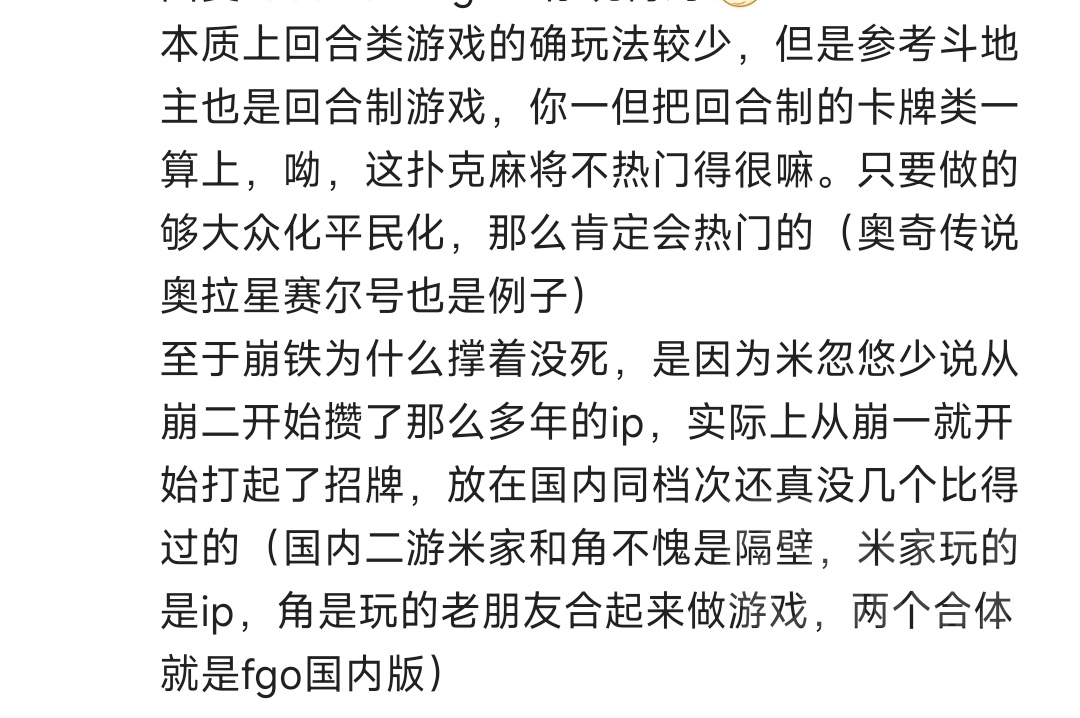 本质上回合类游戏的确玩法较少，但是参考斗地
主也是回合制游戏，你一但把回合制的卡牌类一
算上，呦，这扑克麻将不热门得很嘛。只要做的
够大众化平民化，那么肯定会热门的（奥奇传说
奥拉星赛尔号也是例子）
至于崩铁为什么撑着没死，是因为米忽悠少说从
崩二开始攒了那么多年的ip，实际上从崩一就开
始打起了招牌，放在国内同档次还真没几个比得
过的（国内二游米家和角不愧是隔壁，米家玩的
是ip，角是玩的老朋友合起来做游戏，两个合体
就是fgo国内版）